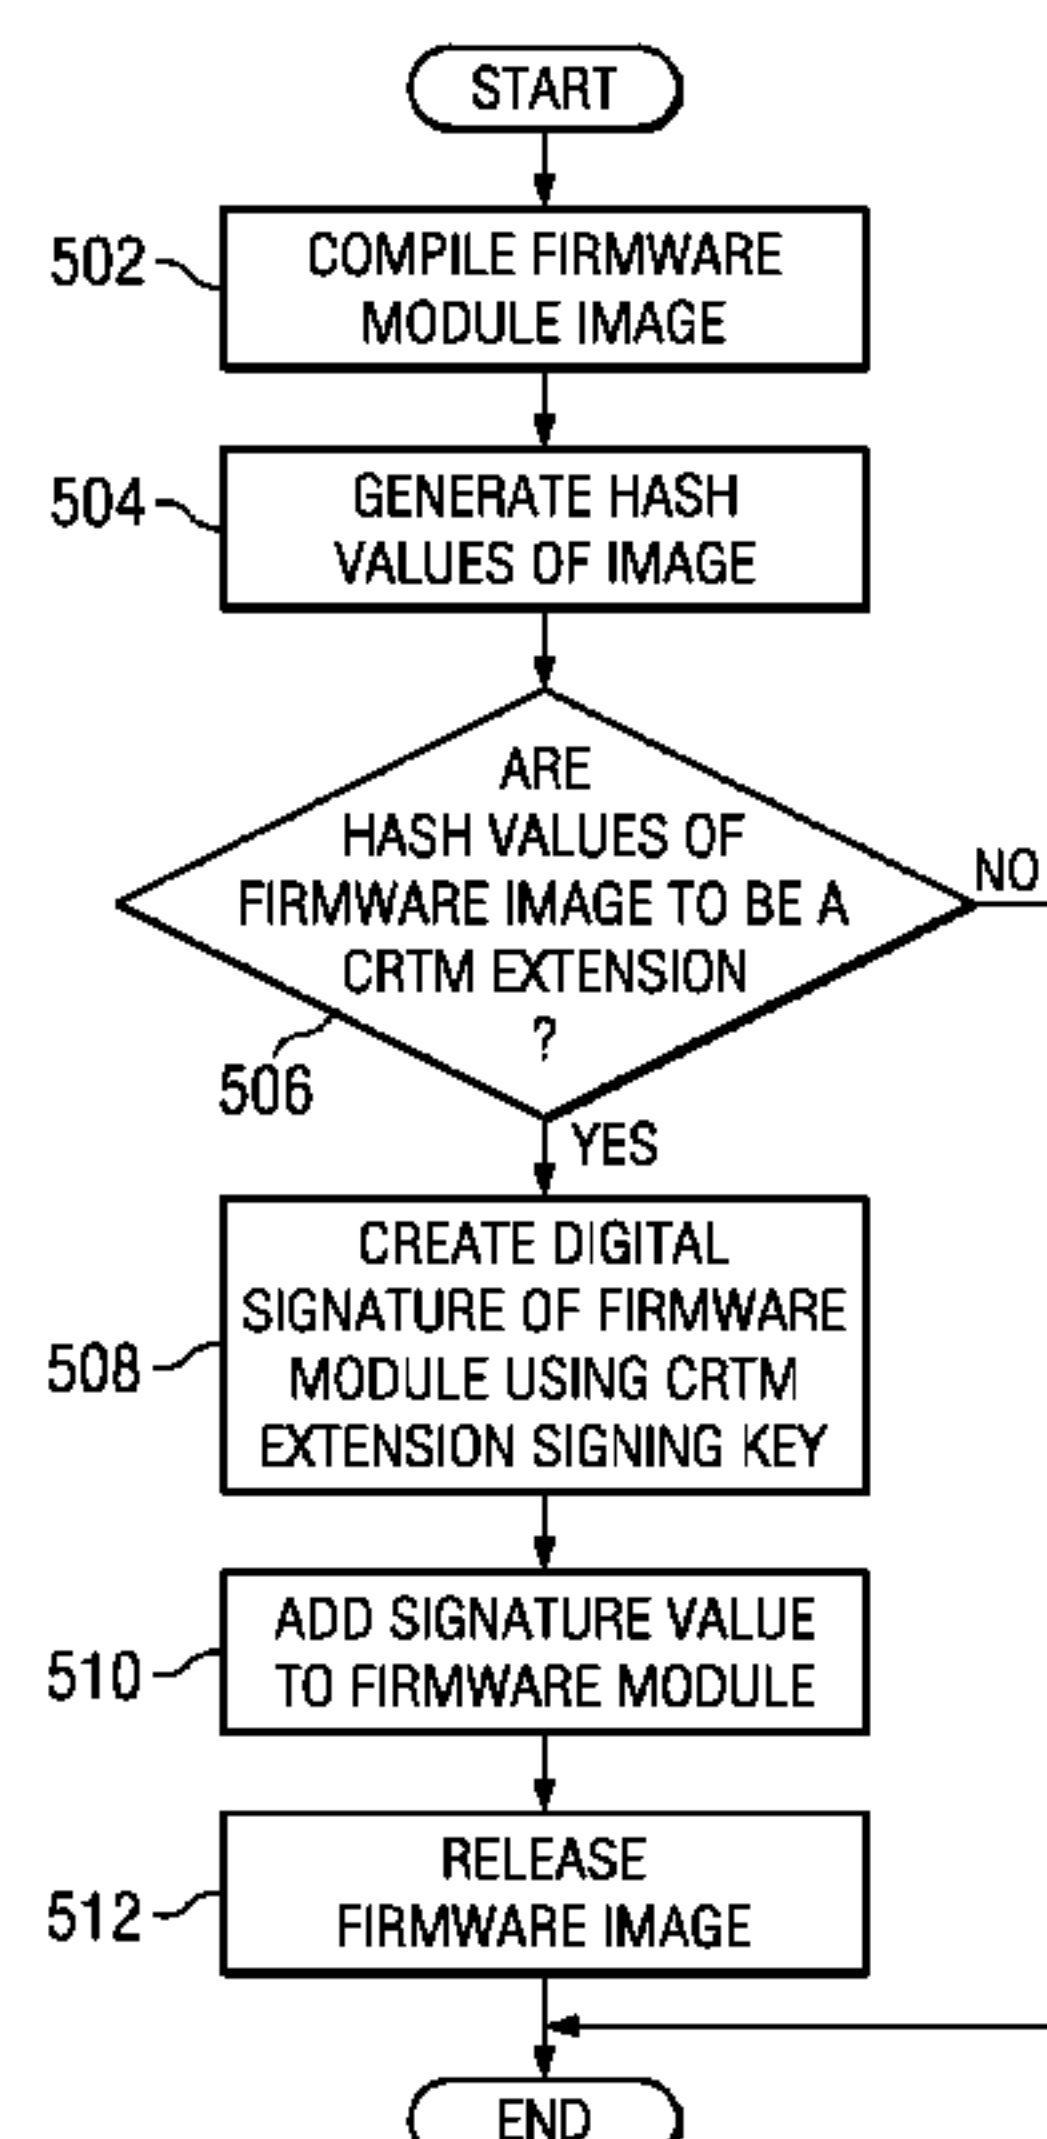 START
502
COMPILE FIRMWARE
MODULE IMAGE
504
GENERATE HASH
VALUES OF IMAGE
ARE
HASH VALUES OF
FIRMWARE IMAGE TO BE A
CRTM EXTENSION
?
NO
506
YES
508
CREATE DIGITAL
SIGNATURE OF FIRMWARE
MODULE USING CRTM
EXTENSION SIGNING KEY
510
ADD SIGNATURE VALUE
TO FIRMWARE MODULE
512
RELEASE
FIRMWARE IMAGE
END